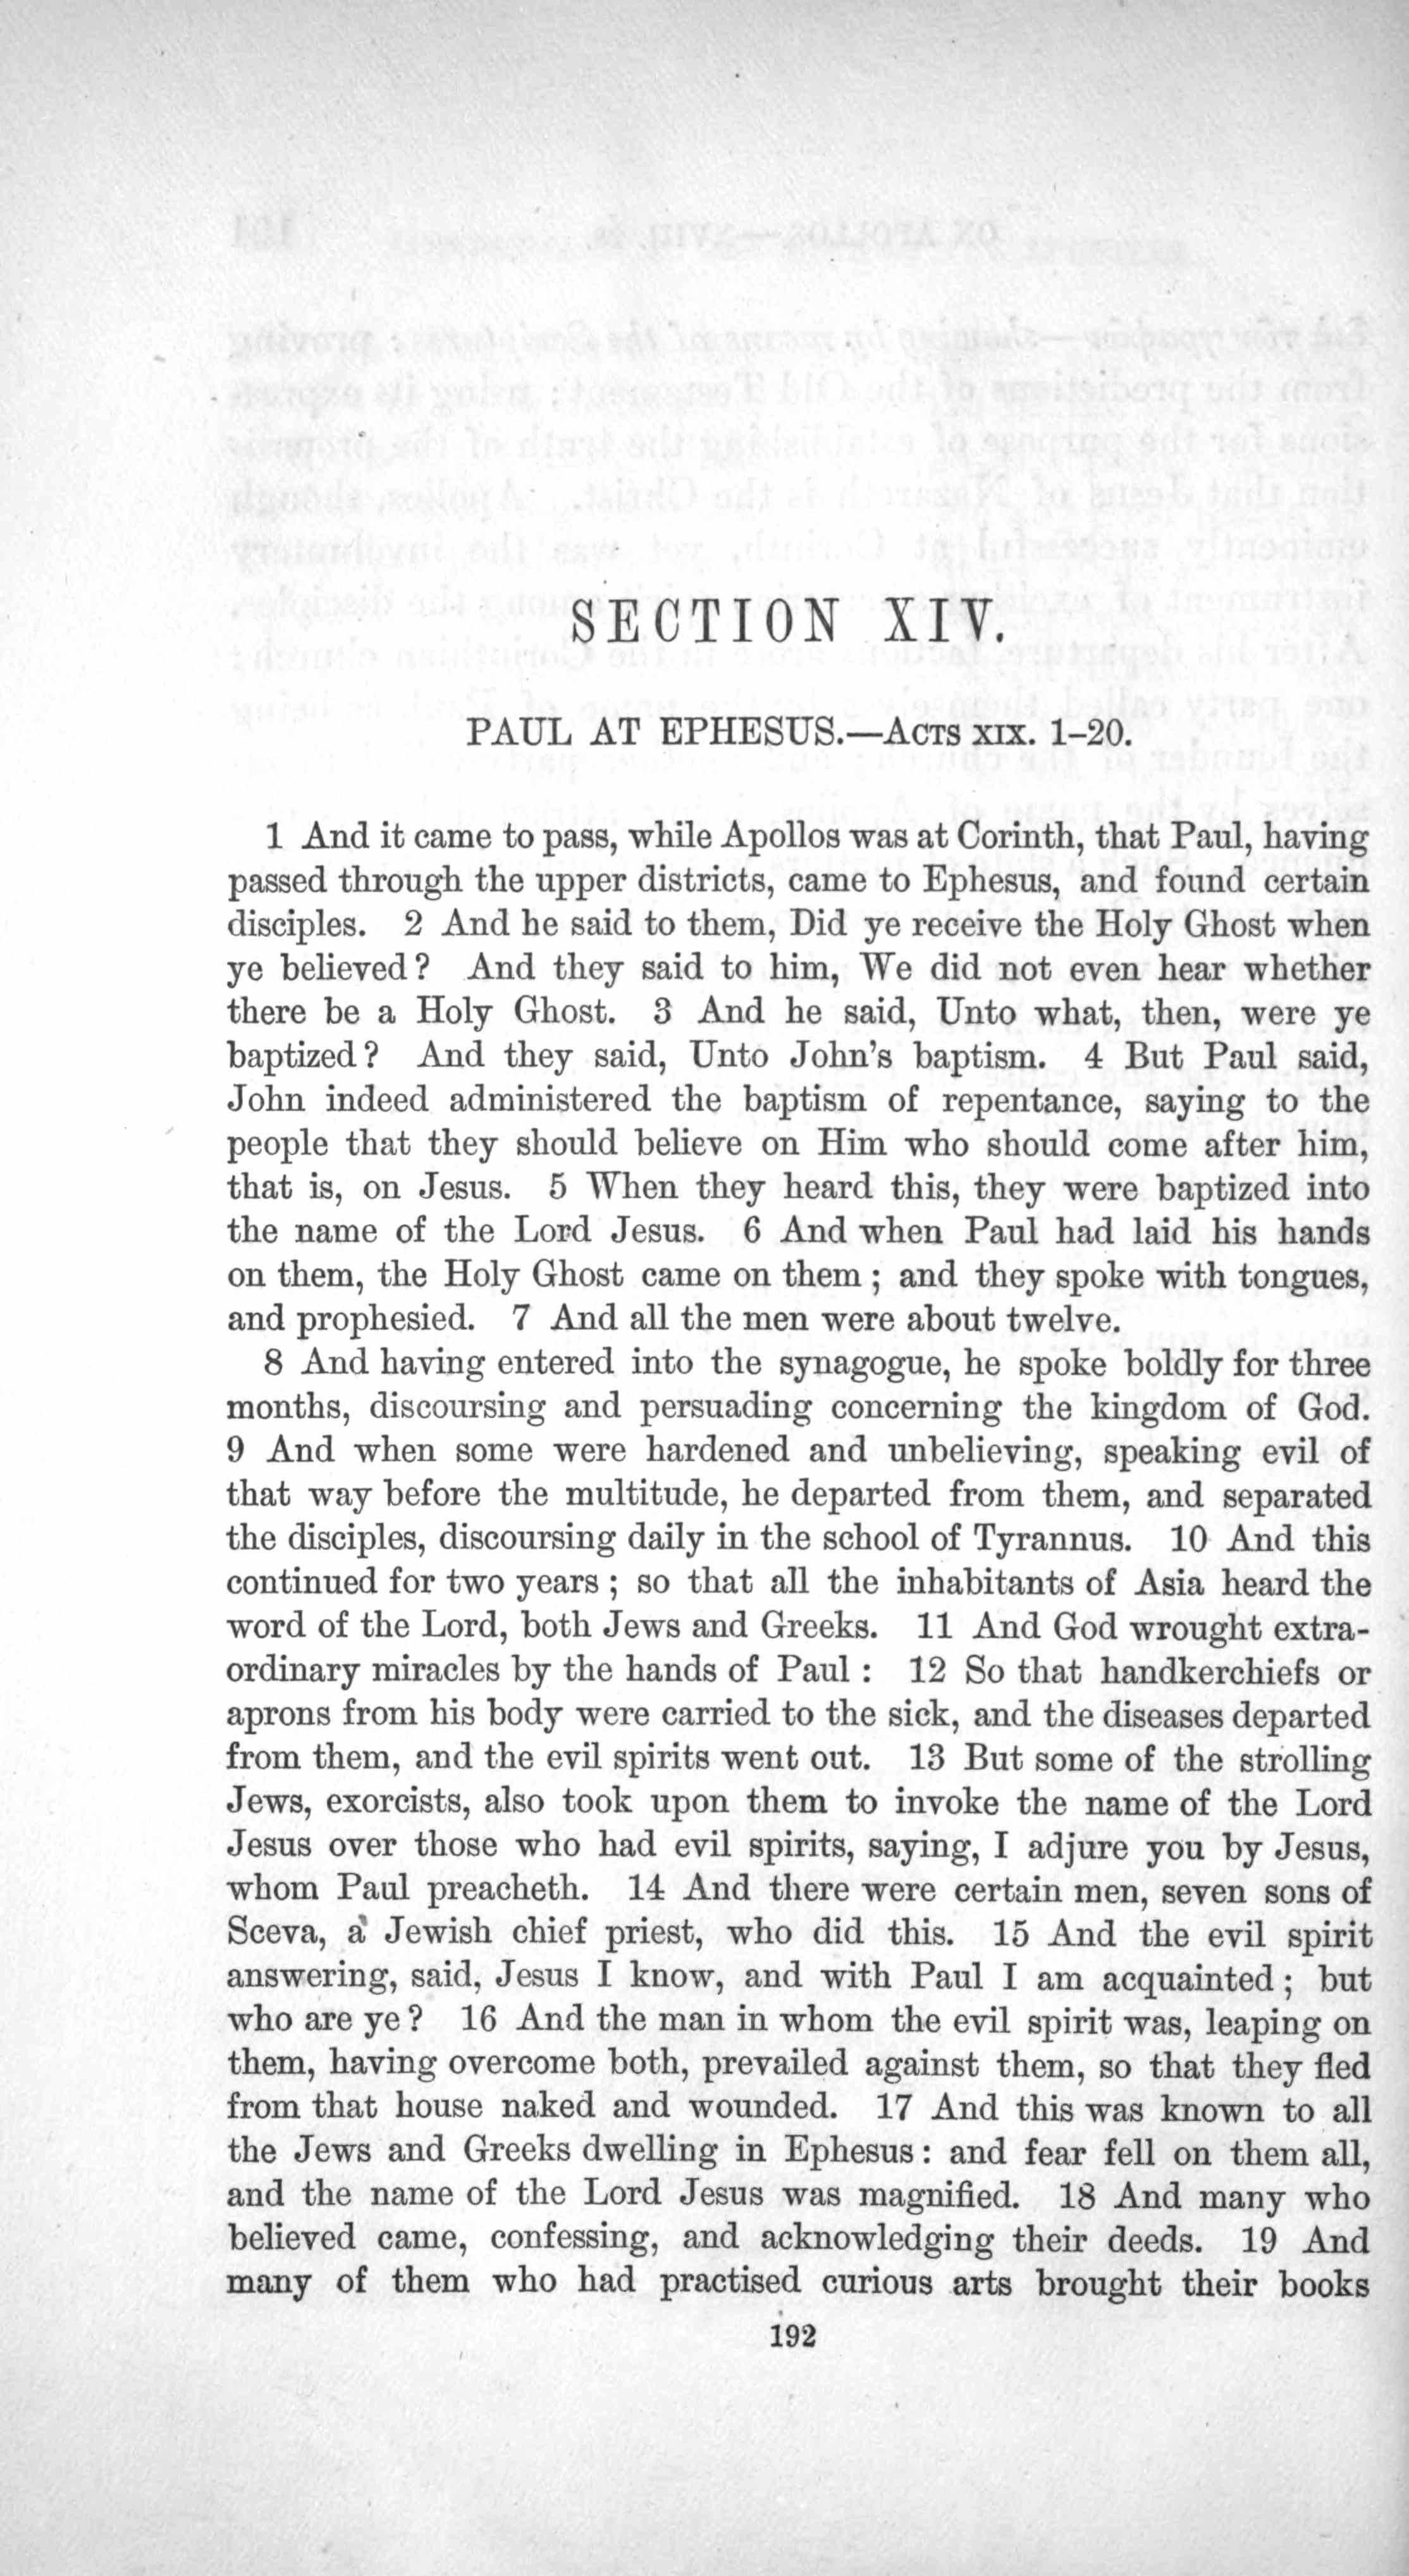 SECTION XIV.
PAUL AT EPHESUS.—ACTS XIX. 1–20.
1 And it came to pass, while Apollos was at Corinth, that Paul, having
passed through the upper districts, came to Ephesus, and found certain
disciples. 2 And he said to them, Did ye receive the Holy Ghost when
ye believed? And they said to him, We did not even hear whether
there be a Holy Ghost. 3 And he said, Unto what, then, were ye
baptized? And they said, Unto John's baptism. 4 But Paul said,
John indeed administered the baptism of repentance, saying to the
people that they should believe on Him who should come after him,
that is, on Jesus. 5 When they heard this, they were baptized into
the name of the Lord Jesus. 6 And when Paul had laid his hands
on them, the Holy Ghost came on them; and they spoke with tongues,
and prophesied. 7 And all the men were about twelve.
8 And having entered into the synagogue, he spoke boldly for three
months, discoursing and persuading concerning the kingdom of God.
9 And when some were hardened and unbelieving, speaking evil of
that way before the multitude, he departed from them, and separated
the disciples, discoursing daily in the school of Tyrannus. 10 And this
continued for two years; so that all the inhabitants of Asia heard the
word of the Lord, both Jews and Greeks. 11 And God wrought extra-
ordinary miracles by the hands of Paul: 12 So that handkerchiefs or
aprons from his body were carried to the sick, and the diseases departed
from them, and the evil spirits went out. 13 But some of the strolling
Jews, exorcists, also took upon them to invoke the name of the Lord
Jesus over those who had evil spirits, saying, I adjure you by Jesus,
whom Paul preacheth. 14 And there were certain men, seven sons of
Sceva, a Jewish chief priest, who did this. 15 And the evil spirit
answering, said, Jesus I know, and with Paul I am acquainted; but
who are ye? 16 And the man in whom the evil spirit was, leaping on
them, having overcome both, prevailed against them, so that they fled
from that house naked and wounded. 17 And this was known to all
the Jews and Greeks dwelling in Ephesus: and fear fell on them all,
and the name of the Lord Jesus was magnified. 18 And many who
believed came, confessing, and acknowledging their deeds. 19 And
many of them who had practised curious arts brought their books
192